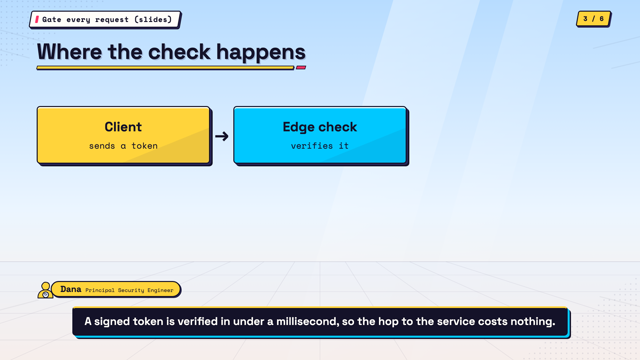 Gate every request (slides)
3 / 6
Where the check happens
Client
sends a token
→
Edge check
verifies it
Dana Principal Security Engineer
A signed token is verified in under a millisecond, so the hop to the service costs nothing.